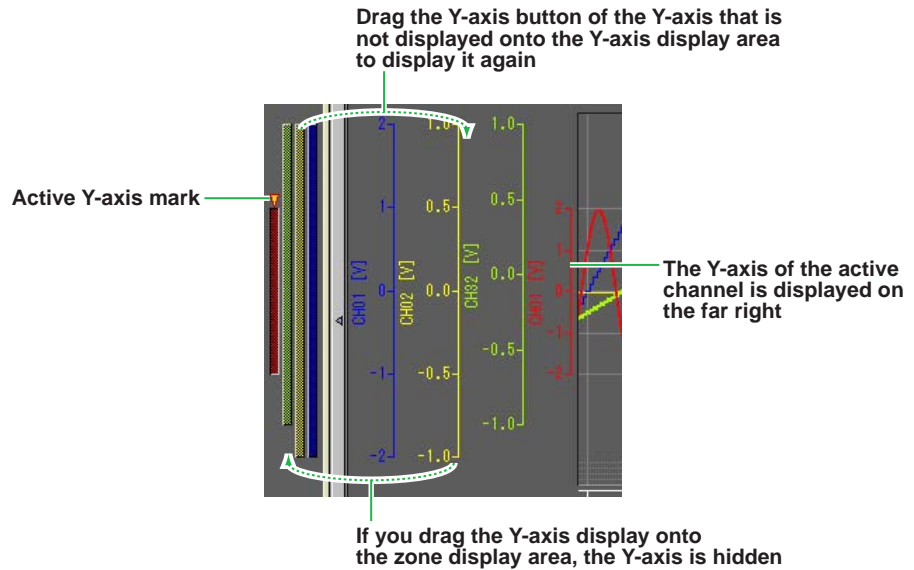 Drag the Y-axis button of the Y-axis that is
not displayed onto the Y-axis display area
to display it again
Active Y-axis mark
2
1
0
-1
-2
CH01 [V]
1.0
0.5
0.0
-0.5
-1.0
CH02 [V]
1.0
0.5
0.0
-0.5
-1.0
CH32 [V]
2
1
0
-1
-2
CH04 [V]
The Y-axis of the active
channel is displayed on
the far right
If you drag the Y-axis display onto
the zone display area, the Y-axis is hidden